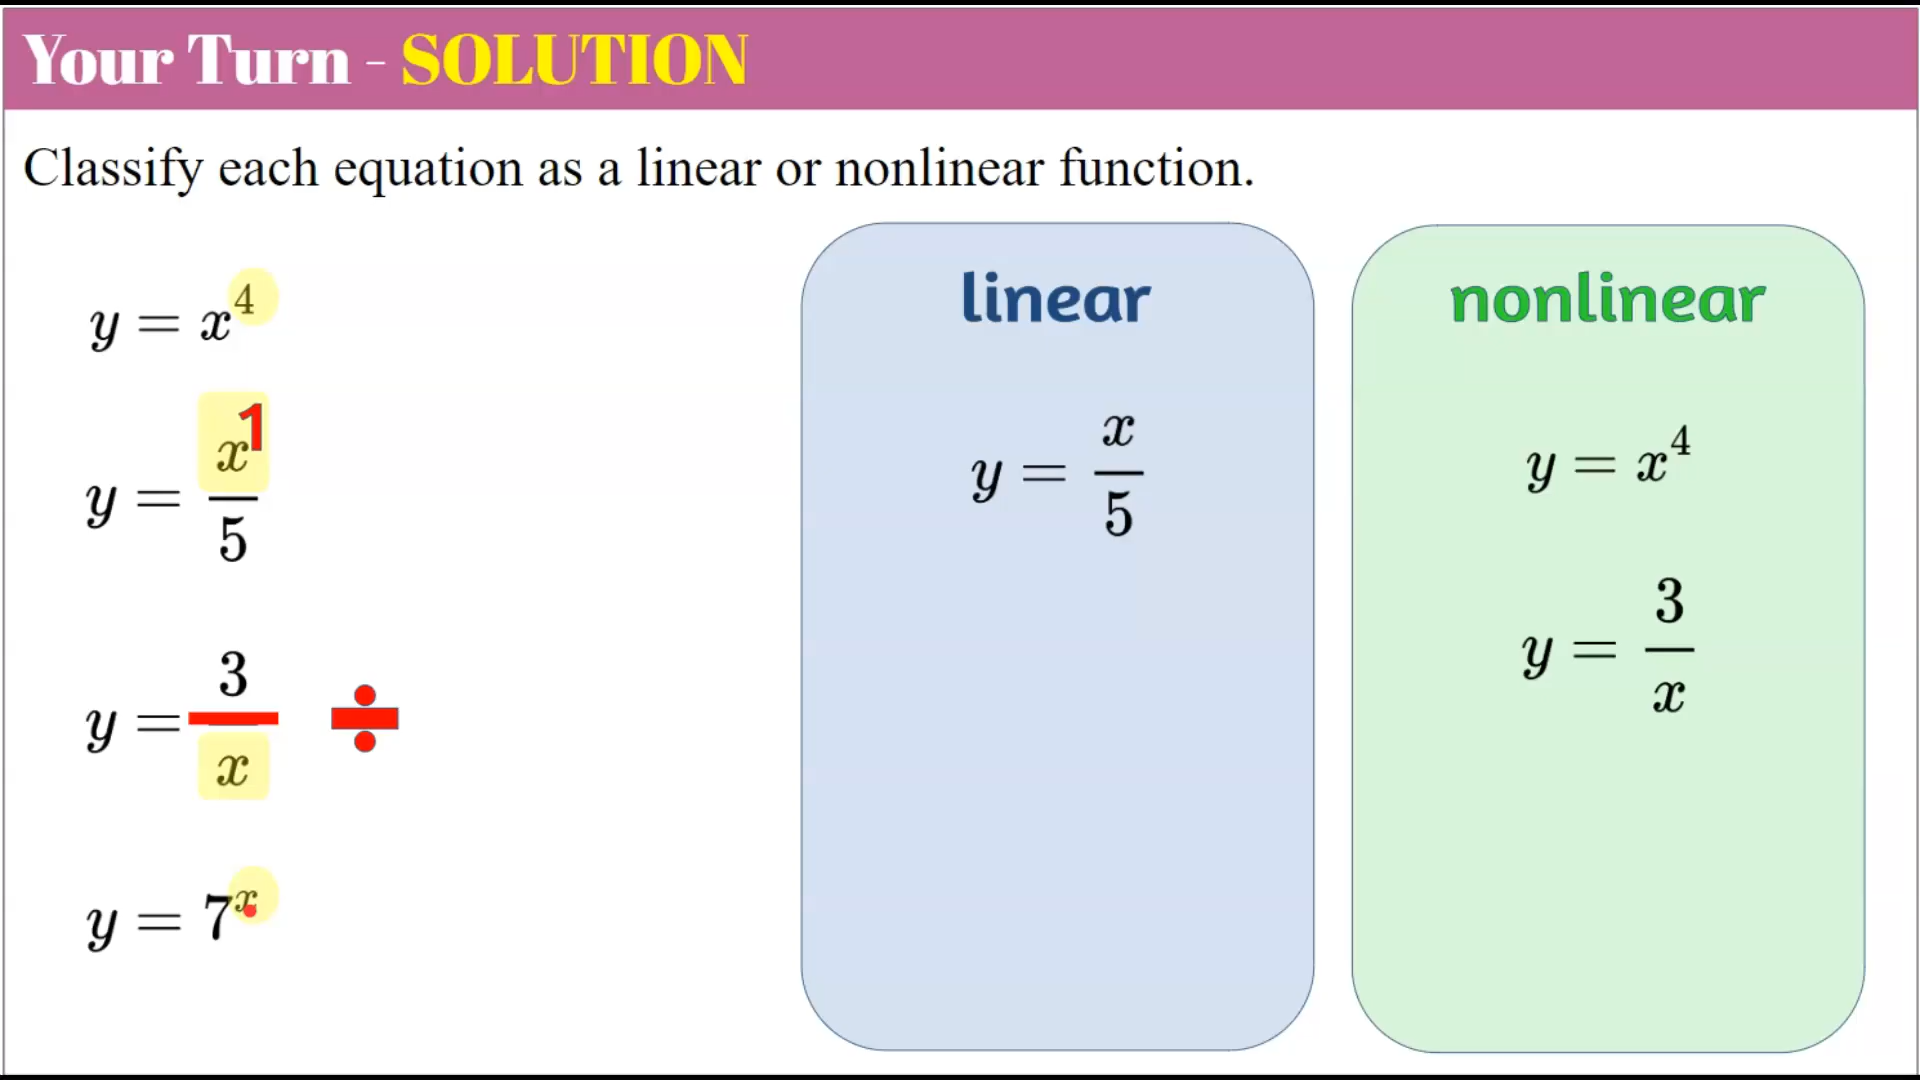 Your Turn - SOLUTION
Classify each equation as a linear or nonlinear function.
y = x^4
y = x^1/5
y = 3/x ÷
y = 7^x
linear
y = x/5
nonlinear
y = x^4
y = 3/x